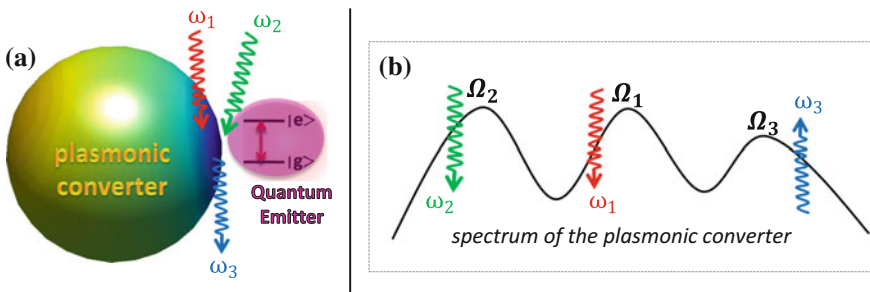 (a)
ω₁
ω₂
plasmonic
converter
|e>
|g>
Quantum
Emitter
ω₃
(b)
Ω₂
Ω₁
Ω₃
ω₃
ω₂
ω₁
spectrum of the plasmonic converter